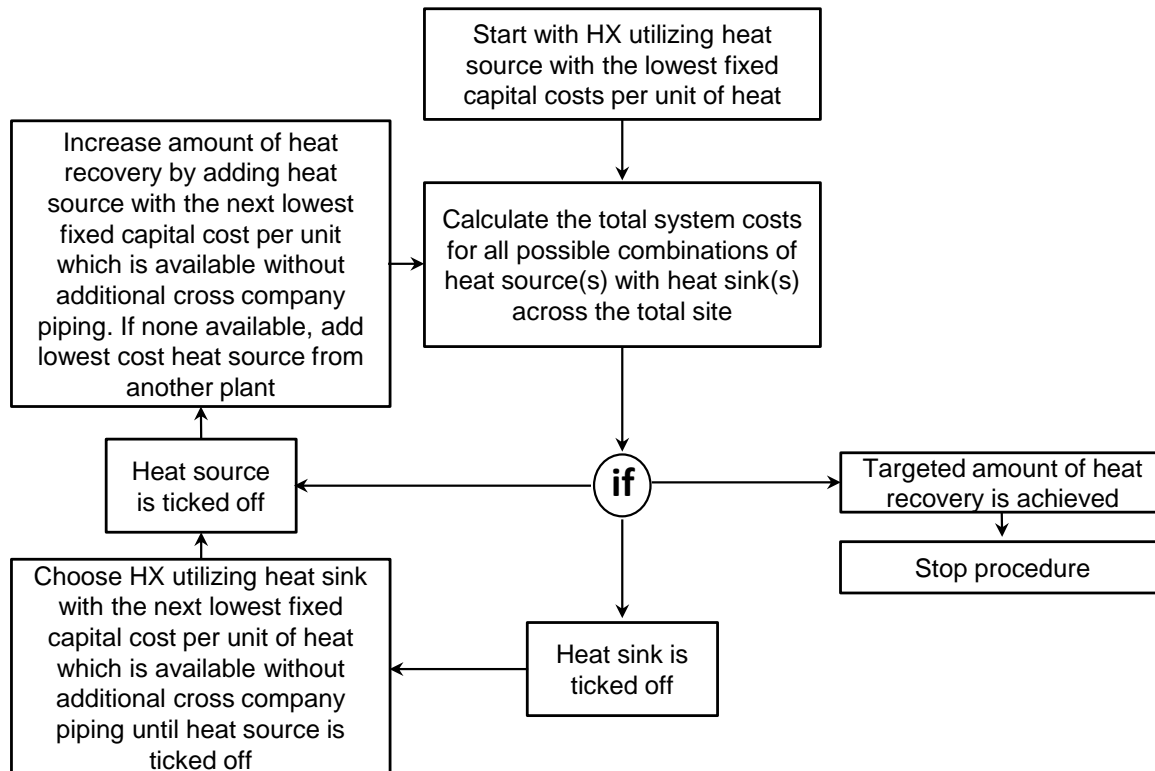 Start with HX utilizing heat
source with the lowest fixed
capital costs per unit of heat
Increase amount of heat
recovery by adding heat
source with the next lowest
fixed capital cost per unit
which is available without
additional cross company
piping. If none available, add
lowest cost heat source from
another plant
Calculate the total system costs
for all possible combinations of
heat source(s) with heat sink(s)
across the total site
Heat source
is ticked off
if
Targeted amount of heat
recovery is achieved
Stop procedure
Choose HX utilizing heat sink
with the next lowest fixed
capital cost per unit of heat
which is available without
additional cross company
piping until heat source is
ticked off
Heat sink is
ticked off